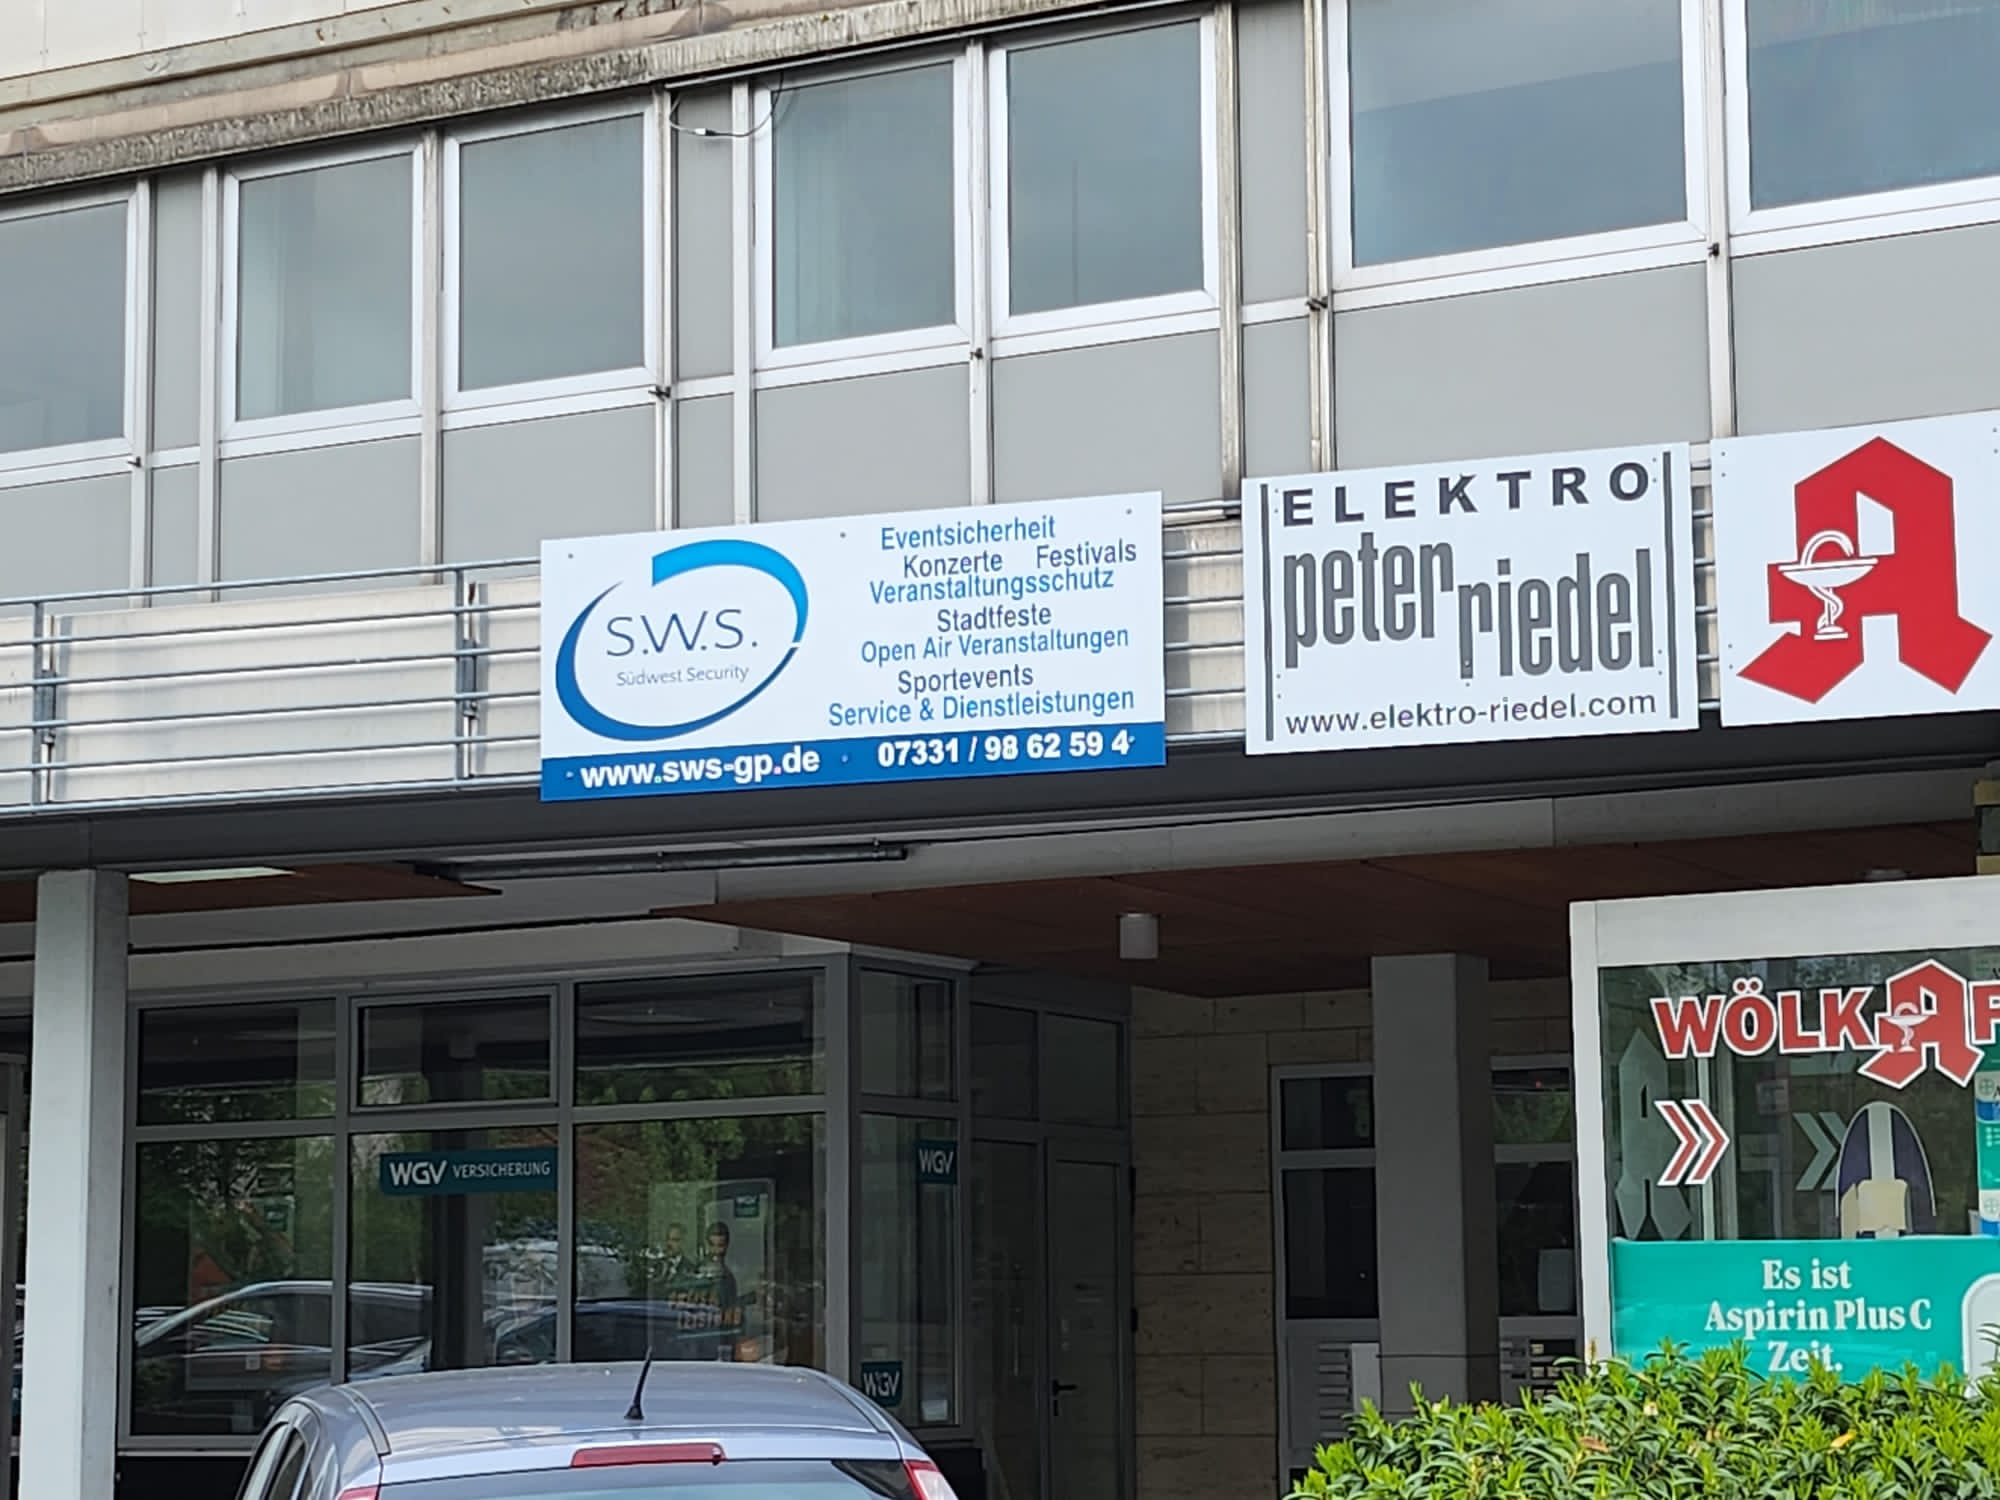 Eventsicherheit
Konzerte Festivals
Veranstaltungsschutz
Stadtfeste
Open Air Veranstaltungen
Sportevents
Service & Dienstleistungen
S.W.S.
Südwest Security
www.sws-gp.de · 07331 / 98 62 59 4
ELEKTRO
peter riedel
www.elektro-riedel.com
WÖLK
WGV VERSICHERUNG
WGV
WGV
Es ist
Aspirin Plus C
Zeit.